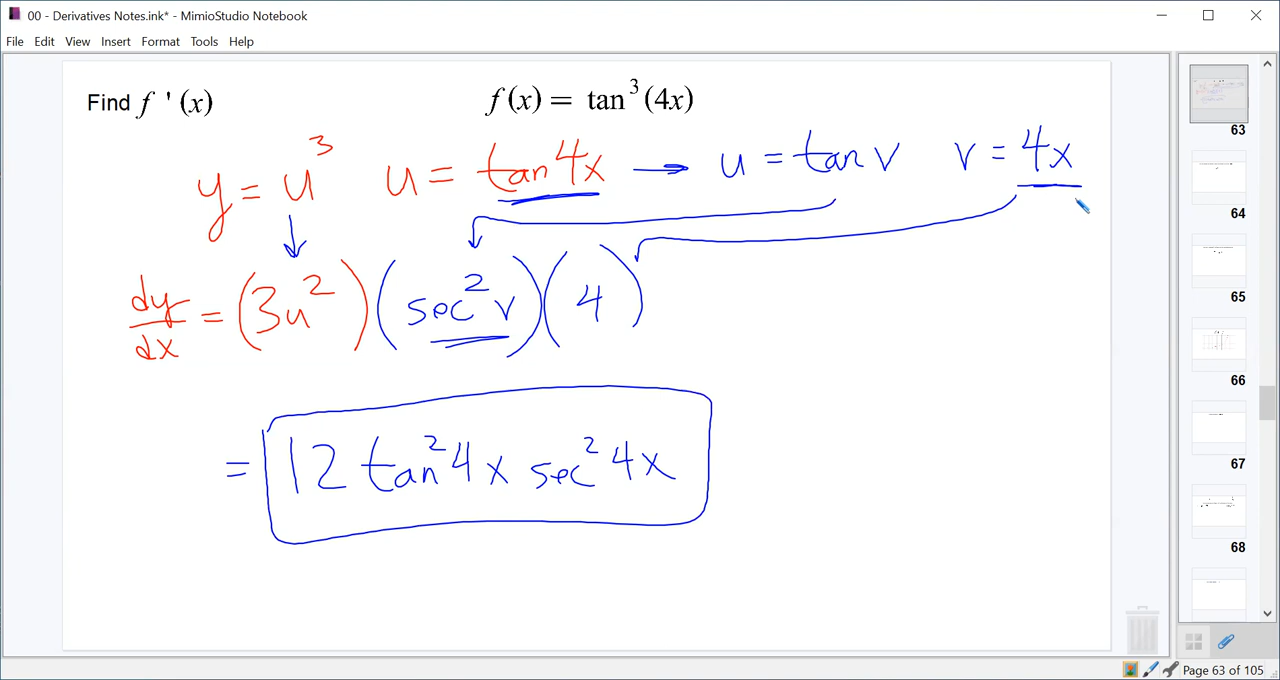 00 - Derivatives Notes.ink* - MimioStudio Notebook
File Edit View Insert Format Tools Help
Find f '(x) f(x) = tan³(4x)
y = u³ u = tan 4x → u = tan v v = 4x
dy/dx = (3u²)(sec² v)(4)
= 12 tan² 4x sec² 4x
63
64
65
66
67
68
Page 63 of 105